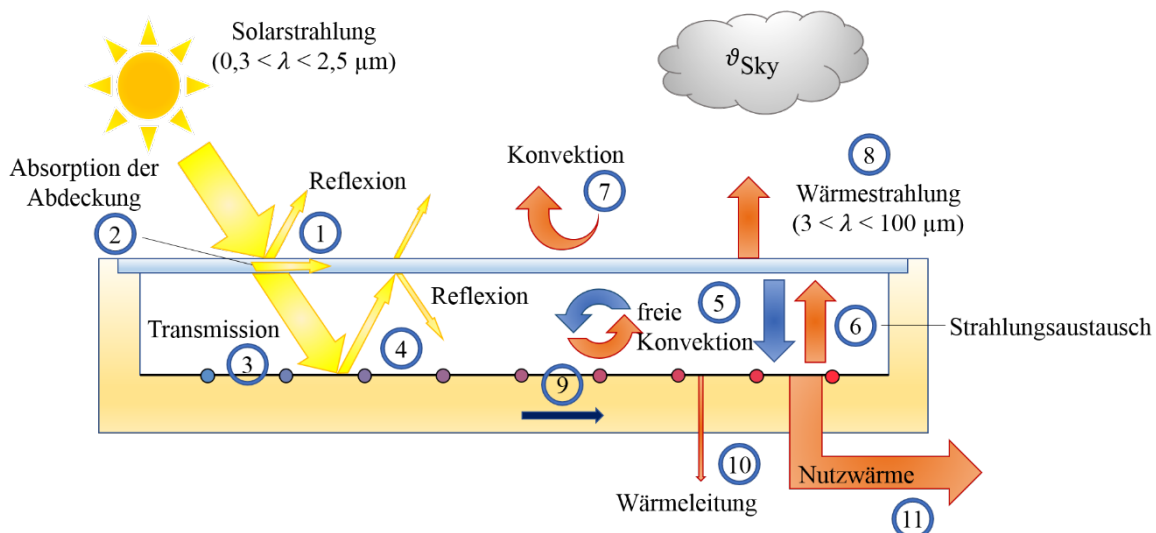 Solarstrahlung
(0,3 < λ < 2,5 µm)
ϑSky
Absorption der
Abdeckung
2
Reflexion
1
Konvektion
7
8
Wärmestrahlung
(3 < λ < 100 µm)
Transmission
3
Reflexion
4
freie
Konvektion
5
6
Strahlungsaustausch
9
10
Wärmeleitung
Nutzwärme
11